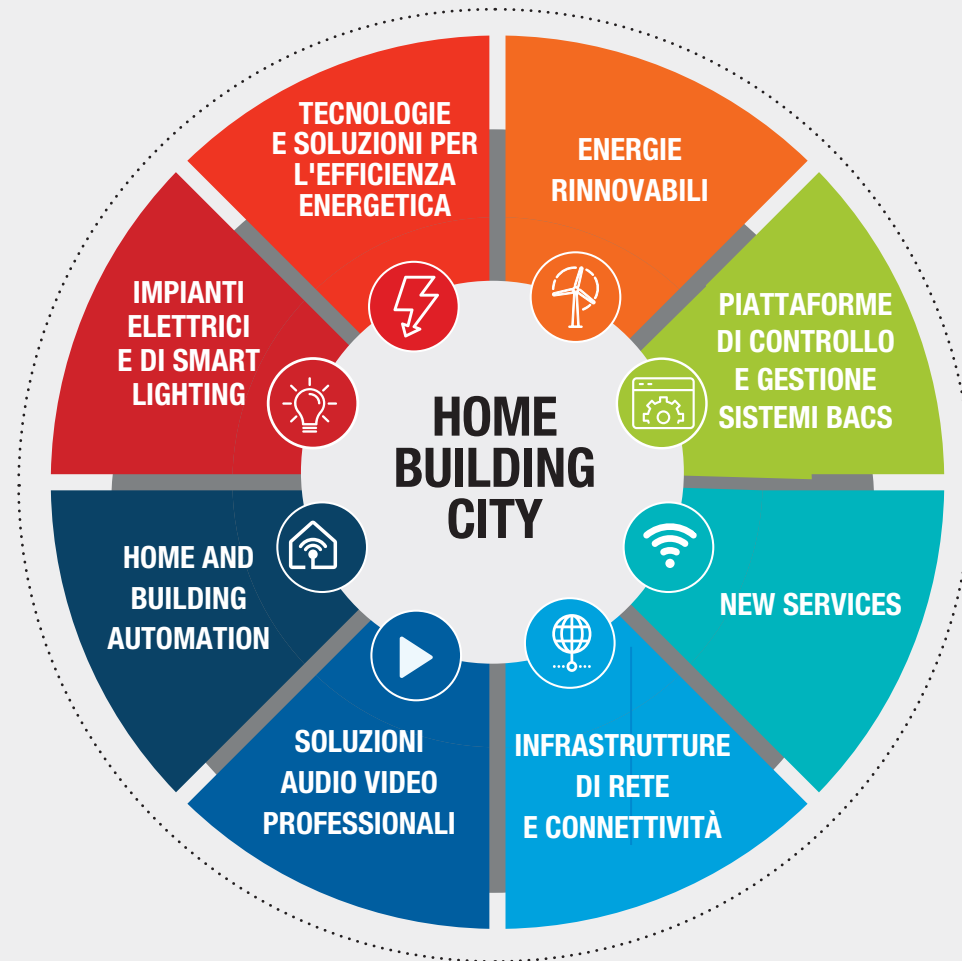 TECNOLOGIE
E SOLUZIONI PER
L'EFFICIENZA
ENERGETICA
ENERGIE
RINNOVABILI
PIATTAFORME
DI CONTROLLO
E GESTIONE
SISTEMI BACS
NEW SERVICES
INFRASTRUTTURE
DI RETE
E CONNETTIVITÀ
SOLUZIONI
AUDIO VIDEO
PROFESSIONALI
HOME AND
BUILDING
AUTOMATION
IMPIANTI
ELETTRICI
E DI SMART
LIGHTING
HOME
BUILDING
CITY